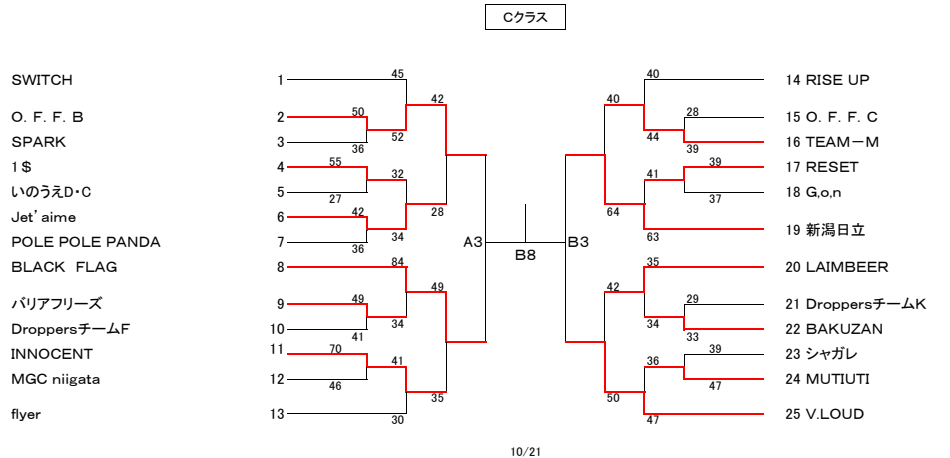 Cクラス
SWITCH 1 45 40 14 RISE UP
42 40
O. F. F. B 2 50 28 15 O. F. F. C
52 44
SPARK 3 36 39 16 TEAM－M
1＄ 4 55 39 17 RESET
32 41
いのうえD・C 5 27 37 18 G,o,n
28 64
Jet'aime 6 42
34 63 19 新潟日立
POLE POLE PANDA 7 36 A3 B3
B8
BLACK FLAG 8 84 35 20 LAIMBEER
49 42
バリアフリーズ 9 49 29 21 DroppersチームK
34 34
DroppersチームF 10 41 33 22 BAKUZAN
INNOCENT 11 70 39 23 シャガレ
41 36
MGC niigata 12 46 47 24 MUTIUTI
35 50
flyer 13 30 47 25 V.LOUD
10/21